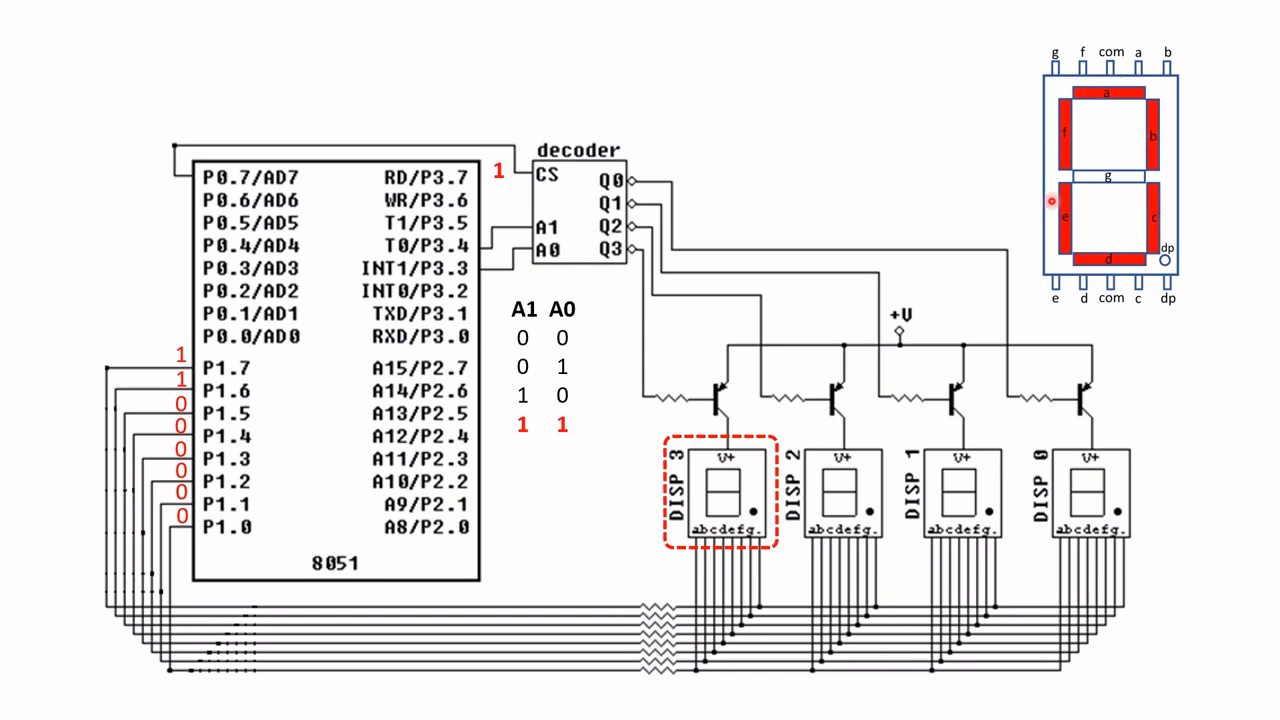 g f com a b
a
f b
g
e c
d
dp
e d com c dp
decoder
CS
A1
A0
Q0
Q1
Q2
Q3
1
P0.7/AD7 RD/P3.7
P0.6/AD6 WR/P3.6
P0.5/AD5 T1/P3.5
P0.4/AD4 T0/P3.4
P0.3/AD3 INT1/P3.3
P0.2/AD2 INT0/P3.2
P0.1/AD1 TXD/P3.1
P0.0/AD0 RXD/P3.0
1 P1.7 A15/P2.7
1 P1.6 A14/P2.6
0 P1.5 A13/P2.5
0 P1.4 A12/P2.4
0 P1.3 A11/P2.3
0 P1.2 A10/P2.2
0 P1.1 A9/P2.1
0 P1.0 A8/P2.0
8051
A1 A0
0 0
0 1
1 0
1 1
+V
DISP 3
V+
abcdefg.
DISP 2
V+
abcdefg.
DISP 1
V+
abcdefg.
DISP 0
V+
abcdefg.